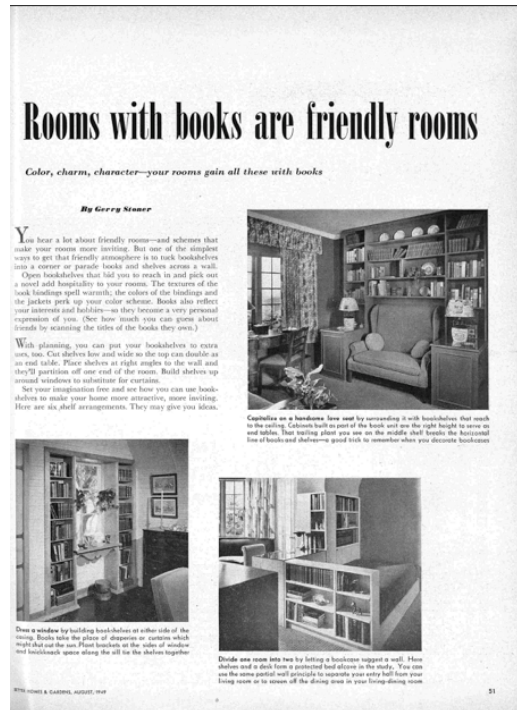 Rooms with books are friendly rooms
Color, charm, character—your rooms gain all these with books
By Gerry Stoner
You hear a lot about friendly rooms—and schemes that
make your rooms more inviting. But one of the simplest
ways to get that friendly atmosphere is to tuck bookshelves
into a corner or parade books and shelves across a wall.
Open bookshelves that bid you to reach in and pick out
a novel add hospitality to your rooms. The textures of the
book bindings spell warmth; the colors of the bindings and
the jackets perk up your color scheme. Books also reflect
your interests and hobbies—so they become a very personal
expression of you. (See how much you can guess about
friends by scanning the titles of the books they own.)
With planning, you can put your bookshelves to extra
uses, too. Cut shelves low and wide so the top can double as
an end table. Place shelves at right angles to the wall and
they'll partition off one end of the room. Build shelves up
around windows to substitute for curtains.
Set your imagination free and see how you can use book-
shelves to make your home more attractive, more inviting.
Here are six shelf arrangements. They may give you ideas.
Capitalize on a handsome love seat by surrounding it with bookshelves that reach
to the ceiling. Cabinets built as part of the book unit are the right height to serve as
end tables. That trailing plant you see on the middle shelf breaks the horizontal
line of books and shelves—a good trick to remember when you decorate bookcases
Dress a window by building bookshelves at either side of the
casing. Books take the place of draperies or curtains which
might shut out the sun. Plant brackets at the sides of window
and knickknack space along the sill tie the shelves together
Divide one room into two by letting a bookcase suggest a wall. Here
shelves and a desk form a protected bed alcove in the study. You can
use the same partial wall principle to separate your entry hall from your
living room or to screen off the dining area in your living-dining room
HOMES & GARDENS, AUGUST, 1949
51